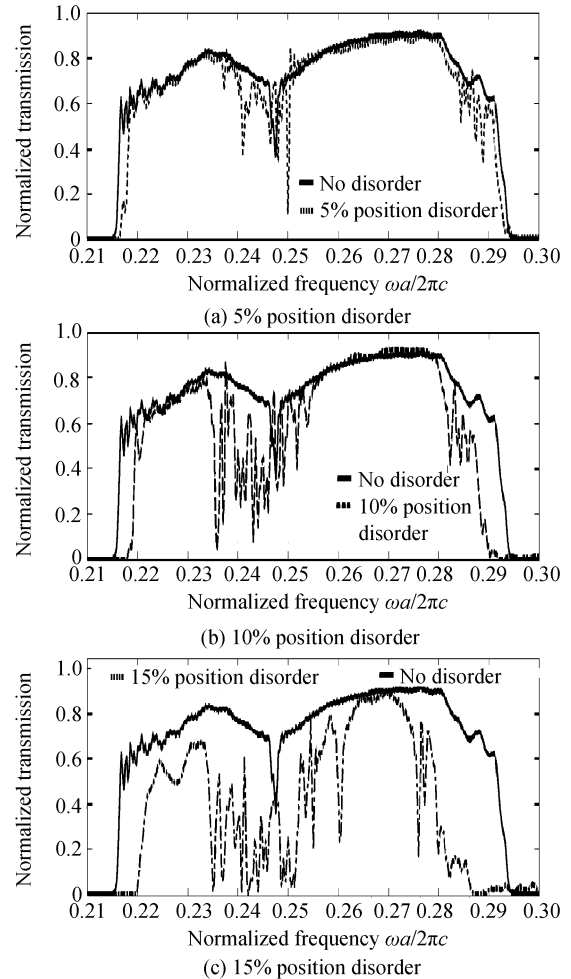 1.0
0.8
0.6
0.4
0.2
0
Normalized transmission
No disorder
5% position disorder
0.21 0.22 0.23 0.24 0.25 0.26 0.27 0.28 0.29 0.30
Normalized frequency ωa/2πc
(a) 5% position disorder
1.0
0.8
0.6
0.4
0.2
0
Normalized transmission
No disorder
10% position
disorder
0.21 0.22 0.23 0.24 0.25 0.26 0.27 0.28 0.29 0.30
Normalized frequency ωa/2πc
(b) 10% position disorder
1.0
0.8
0.6
0.4
0.2
0
Normalized transmission
15% position disorder No disorder
0.21 0.22 0.23 0.24 0.25 0.26 0.27 0.28 0.29 0.30
Normalized frequency ωa/2πc
(c) 15% position disorder